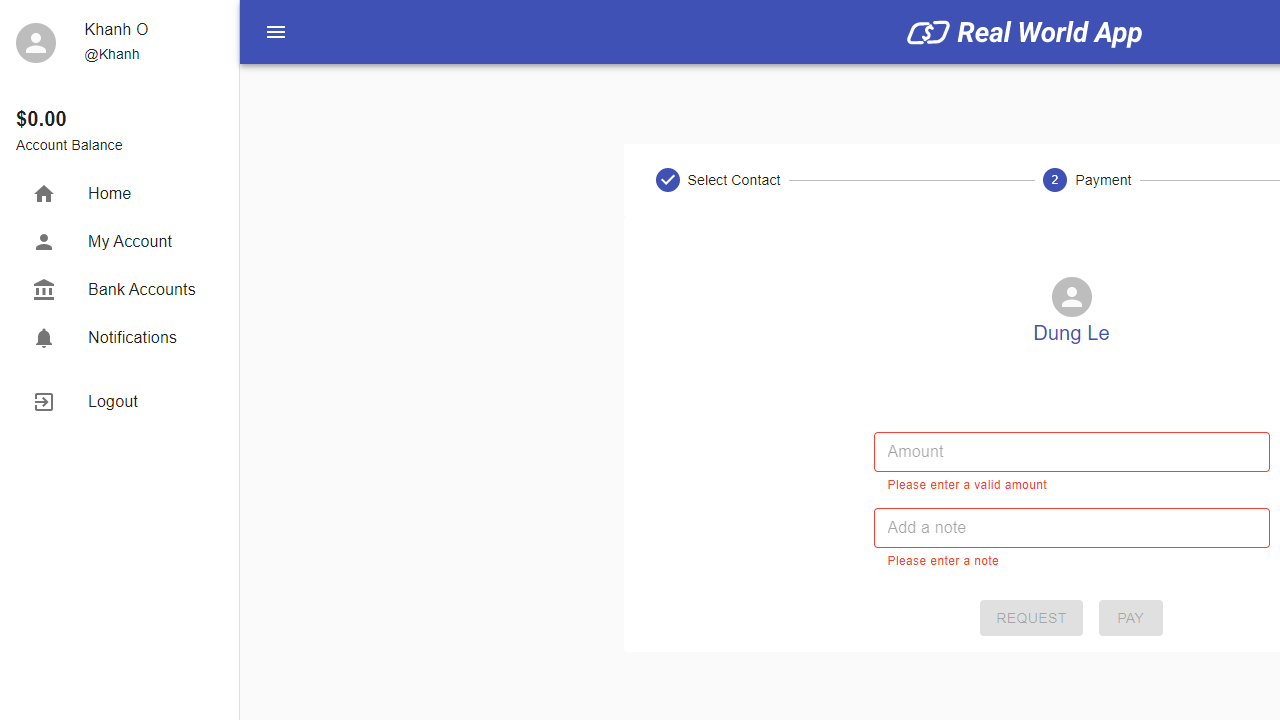 Khanh O
@Khanh
$0.00
Account Balance
Home
My Account
Bank Accounts
Notifications
Logout
Real World App
Select Contact
2 Payment
Dung Le
Amount
Please enter a valid amount
Add a note
Please enter a note
REQUEST PAY